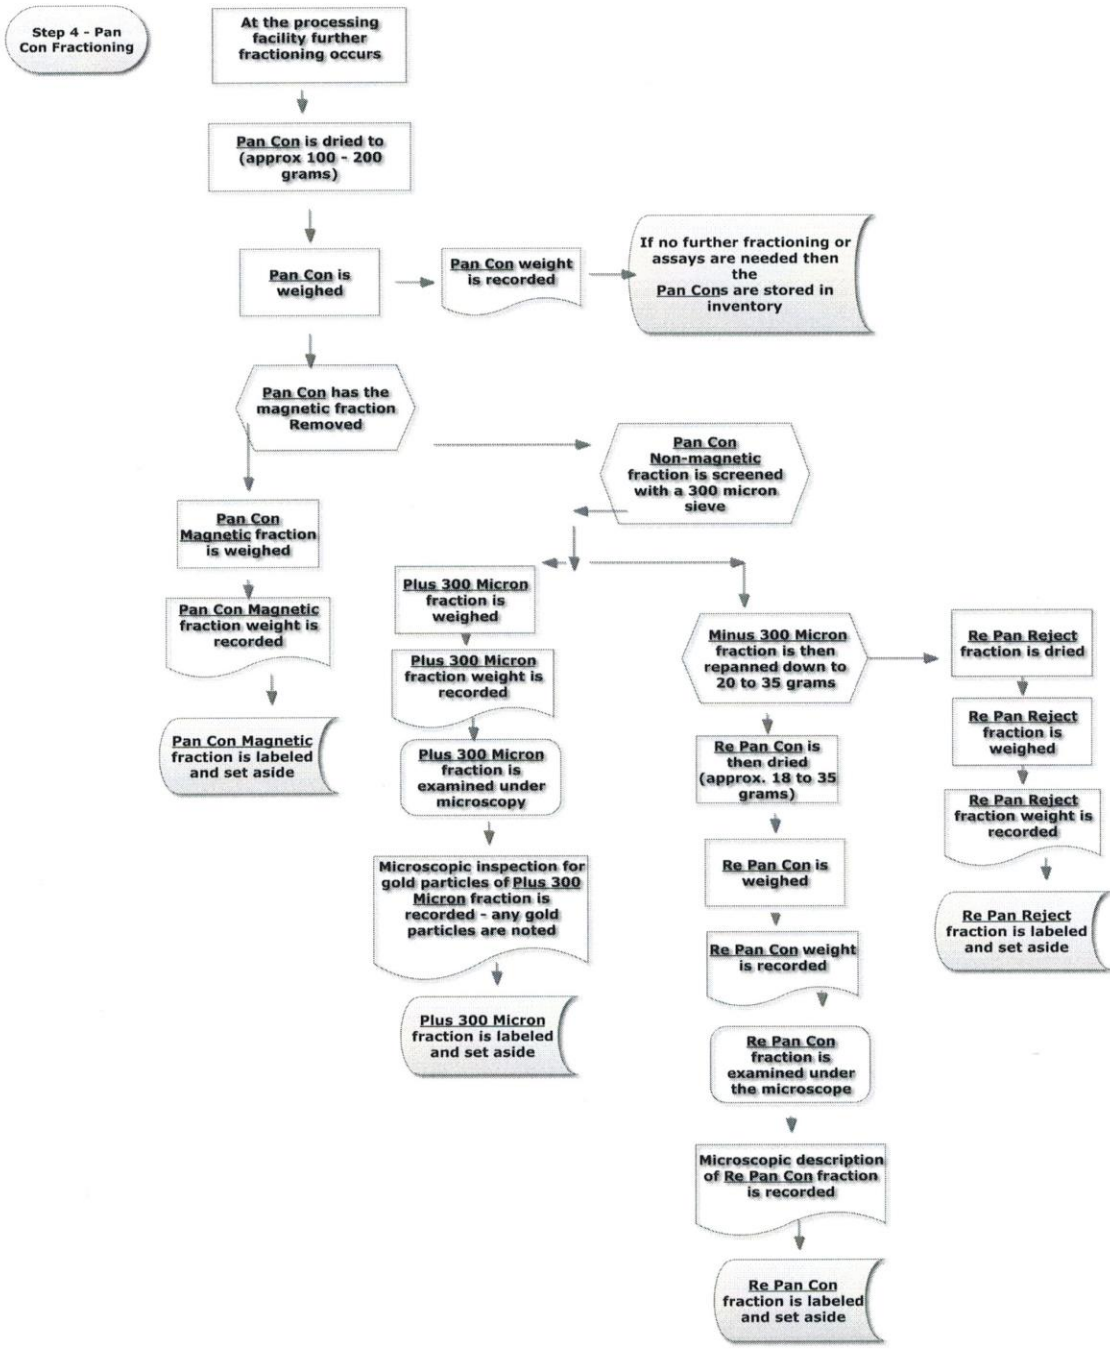 Step 4 - Pan
Con Fractioning
At the processing
facility further
fractioning occurs
Pan Con is dried to
(approx 100 - 200
grams)
Pan Con is
weighed
Pan Con weight
is recorded
If no further fractioning or
assays are needed then
the
Pan Cons are stored in
inventory
Pan Con has the
magnetic fraction
Removed
Pan Con
Non-magnetic
fraction is screened
with a 300 micron
sieve
Pan Con
Magnetic fraction
is weighed
Pan Con Magnetic
fraction weight is
recorded
Pan Con Magnetic
fraction is labeled
and set aside
Plus 300 Micron
fraction is
weighed
Plus 300 Micron
fraction weight is
recorded
Plus 300 Micron
fraction is
examined under
microscopy
Microscopic inspection for
gold particles of Plus 300
Micron fraction is
recorded - any gold
particles are noted
Plus 300 Micron
fraction is labeled
and set aside
Minus 300 Micron
fraction is then
repanned down to
20 to 35 grams
Re Pan Con is
then dried
(approx. 18 to 35
grams)
Re Pan Con is
weighed
Re Pan Con weight
is recorded
Re Pan Con
fraction is
examined under
the microscope
Microscopic description
of Re Pan Con fraction
is recorded
Re Pan Con
fraction is labeled
and set aside
Re Pan Reject
fraction is dried
Re Pan Reject
fraction is
weighed
Re Pan Reject
fraction weight is
recorded
Re Pan Reject
fraction is labeled
and set aside